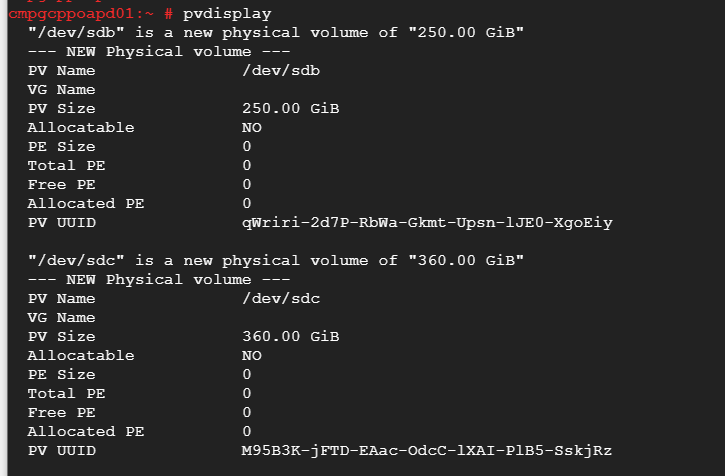 cmpgcppoapd01:~ # pvdisplay
"/dev/sdb" is a new physical volume of "250.00 GiB"
--- NEW Physical volume ---
PV Name /dev/sdb
VG Name
PV Size 250.00 GiB
Allocatable NO
PE Size 0
Total PE 0
Free PE 0
Allocated PE 0
PV UUID qWriri-2d7P-RbWa-Gkmt-Upsn-lJE0-XgoEiy
"/dev/sdc" is a new physical volume of "360.00 GiB"
--- NEW Physical volume ---
PV Name /dev/sdc
VG Name
PV Size 360.00 GiB
Allocatable NO
PE Size 0
Total PE 0
Free PE 0
Allocated PE 0
PV UUID M95B3K-jFTD-EAac-OdcC-lXAI-PlB5-SskjRz